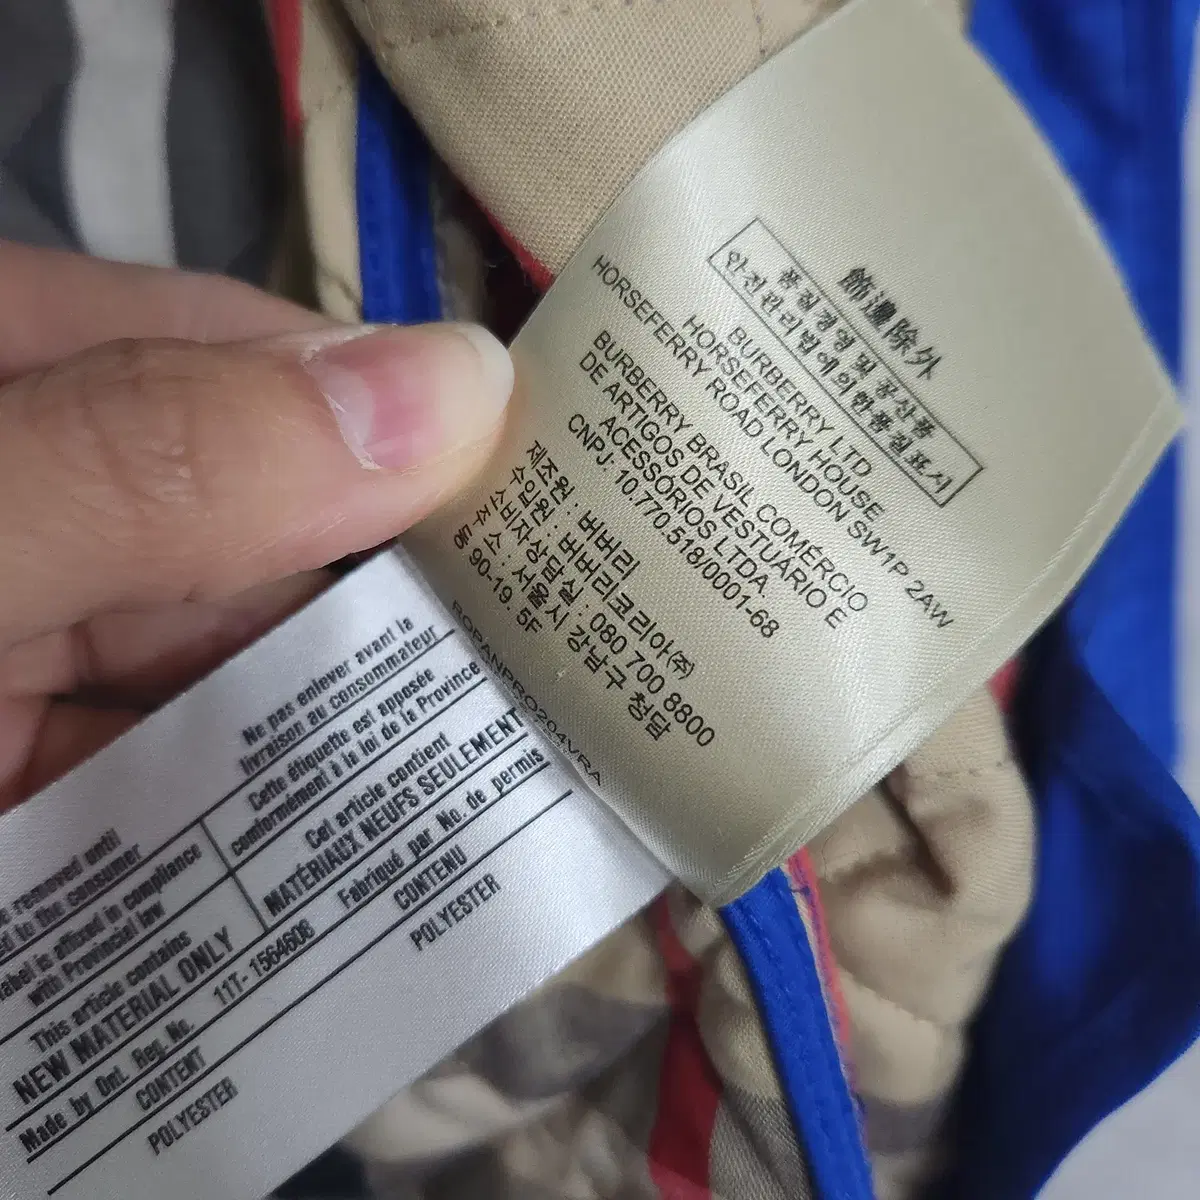 飾邊除外
품질경영 및 공산품
안전관리법에의한품질표시
BURBERRY LTD
HORSEFERRY HOUSE
HORSEFERRY ROAD LONDON SW1P 2AW
BURBERRY BRASIL COMÉRCIO
DE ARTIGOS DE VESTUÁRIO E
ACESSÓRIOS LTDA.
CNPJ: 10.770.518/0001-68
제조원 : 버버리
수입원 : 버버리코리아㈜
소비자상담실 : 080 700 8800
주 소 : 서울시 강남구 청담
동 90-19. 5F
ROPANPRO204VRA
removed until
to the consumer
label is affixed in compliance
with Provincial law
This article contains
NEW MATERIAL ONLY
Made by Ont. Reg. No.
11T-1564608
CONTENT
POLYESTER
Ne pas enlever avant la
livraison au consommateur
Cette étiquette est apposée
conformément à la loi de la Province
Cet article contient
MATÉRIAUX NEUFS SEULEMENT
Fabriqué par No. de permis
CONTENU
POLYESTER